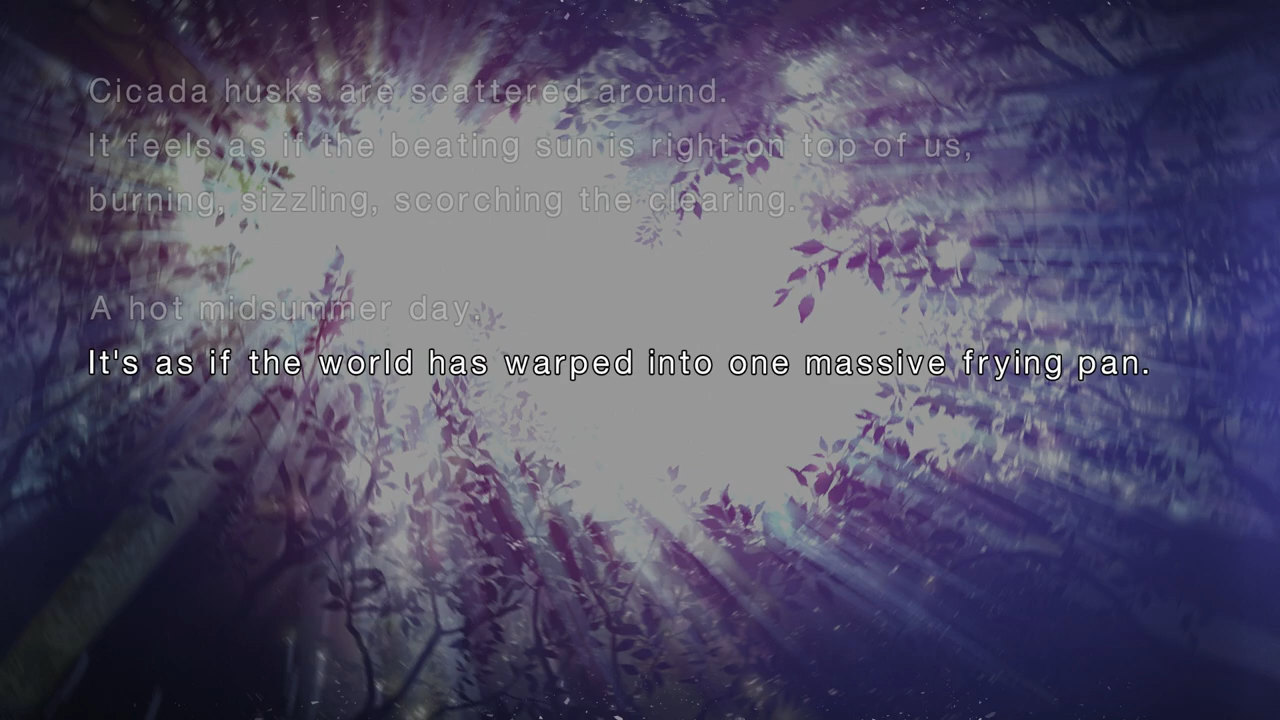 Cicada husks are scattered around.
It feels as if the beating sun is right on top of us,
burning, sizzling, scorching the clearing.
A hot midsummer day.
It's as if the world has warped into one massive frying pan.